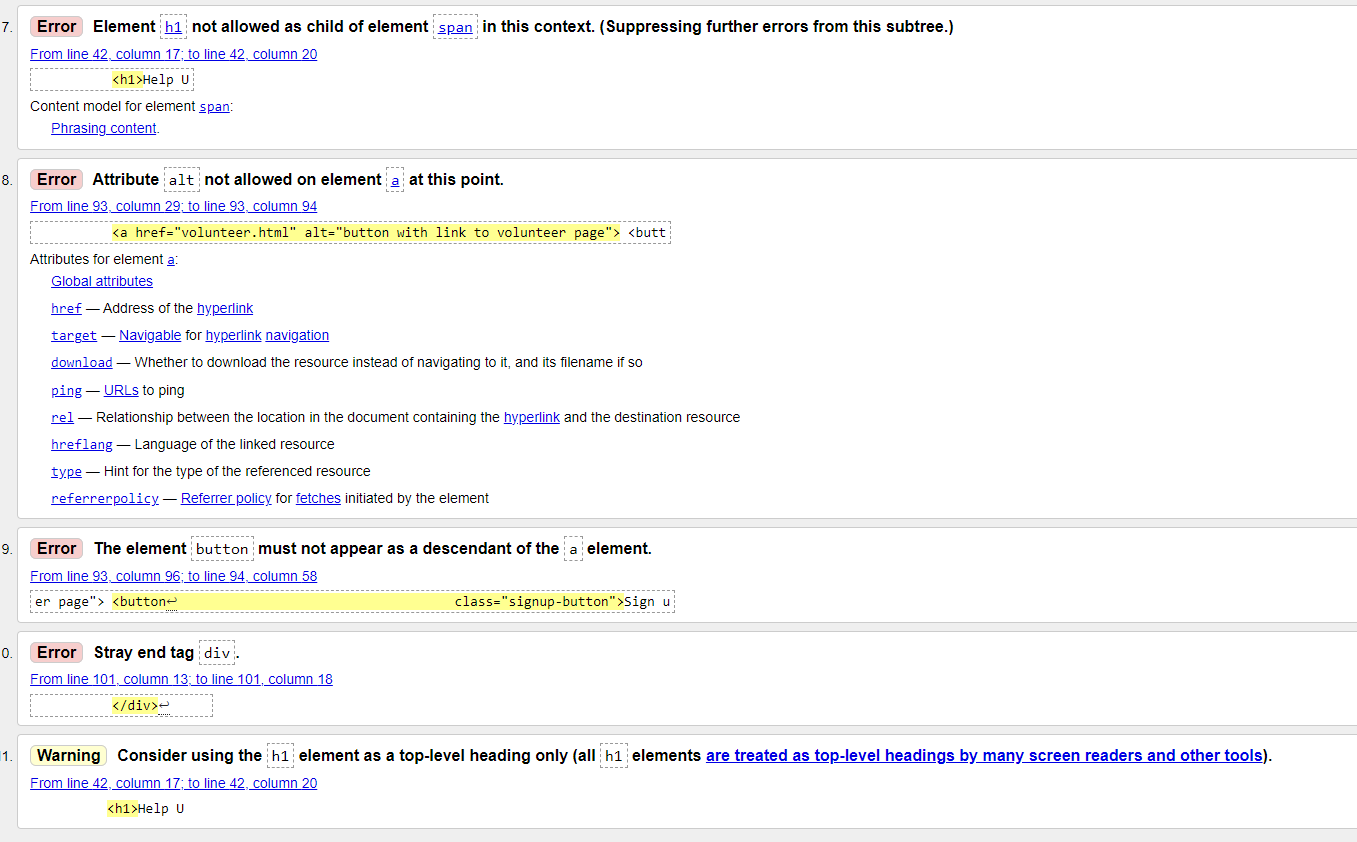 7. Error Element h1 not allowed as child of element span in this context. (Suppressing further errors from this subtree.)
From line 42, column 17; to line 42, column 20
<h1>Help U
Content model for element span:
Phrasing content.
8. Error Attribute alt not allowed on element a at this point.
From line 93, column 29; to line 93, column 94
<a href="volunteer.html" alt="button with link to volunteer page"> <butt
Attributes for element a:
Global attributes
href — Address of the hyperlink
target — Navigable for hyperlink navigation
download — Whether to download the resource instead of navigating to it, and its filename if so
ping — URLs to ping
rel — Relationship between the location in the document containing the hyperlink and the destination resource
hreflang — Language of the linked resource
type — Hint for the type of the referenced resource
referrerpolicy — Referrer policy for fetches initiated by the element
9. Error The element button must not appear as a descendant of the a element.
From line 93, column 96; to line 94, column 58
er page"> <button↩ class="signup-button">Sign u
0. Error Stray end tag div.
From line 101, column 13; to line 101, column 18
</div>↩
1. Warning Consider using the h1 element as a top-level heading only (all h1 elements are treated as top-level headings by many screen readers and other tools).
From line 42, column 17; to line 42, column 20
<h1>Help U